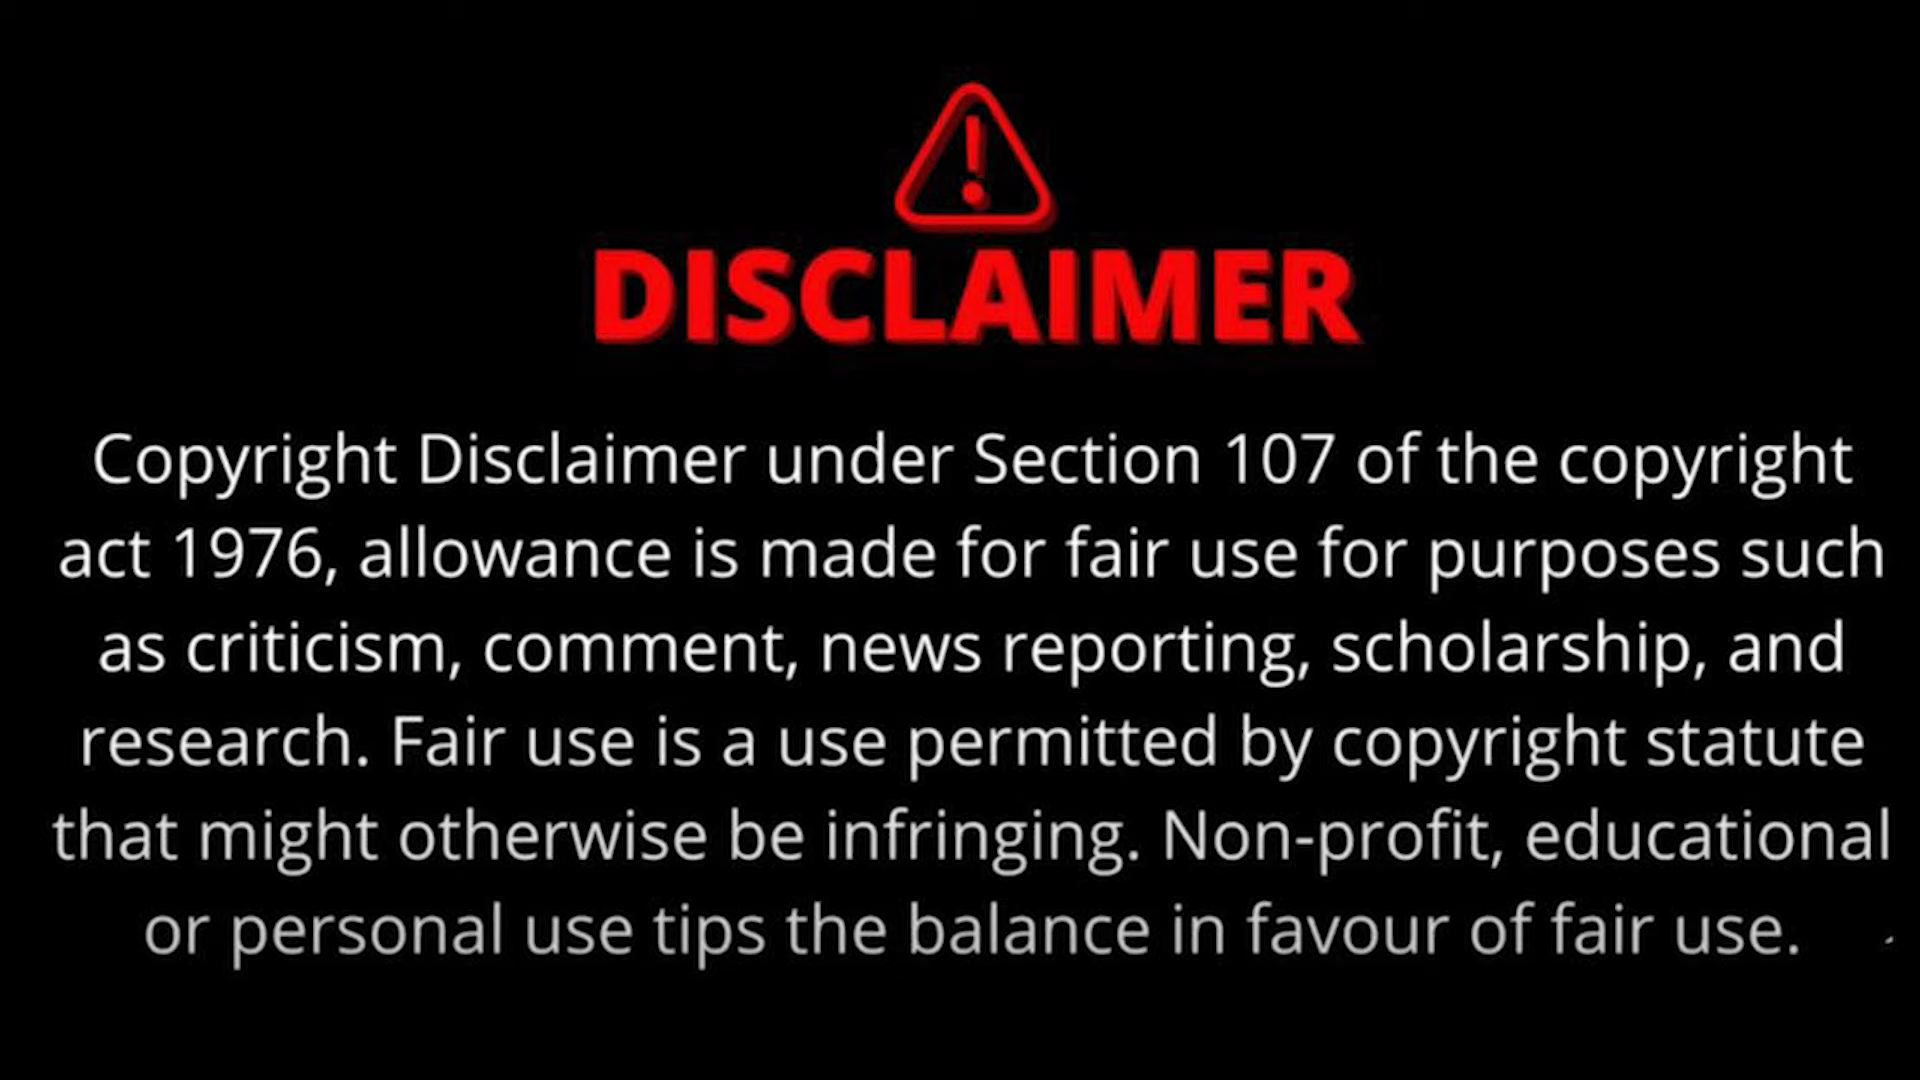 DISCLAIMER
Copyright Disclaimer under Section 107 of the copyright
act 1976, allowance is made for fair use for purposes such
as criticism, comment, news reporting, scholarship, and
research. Fair use is a use permitted by copyright statute
that might otherwise be infringing. Non-profit, educational
or personal use tips the balance in favour of fair use.